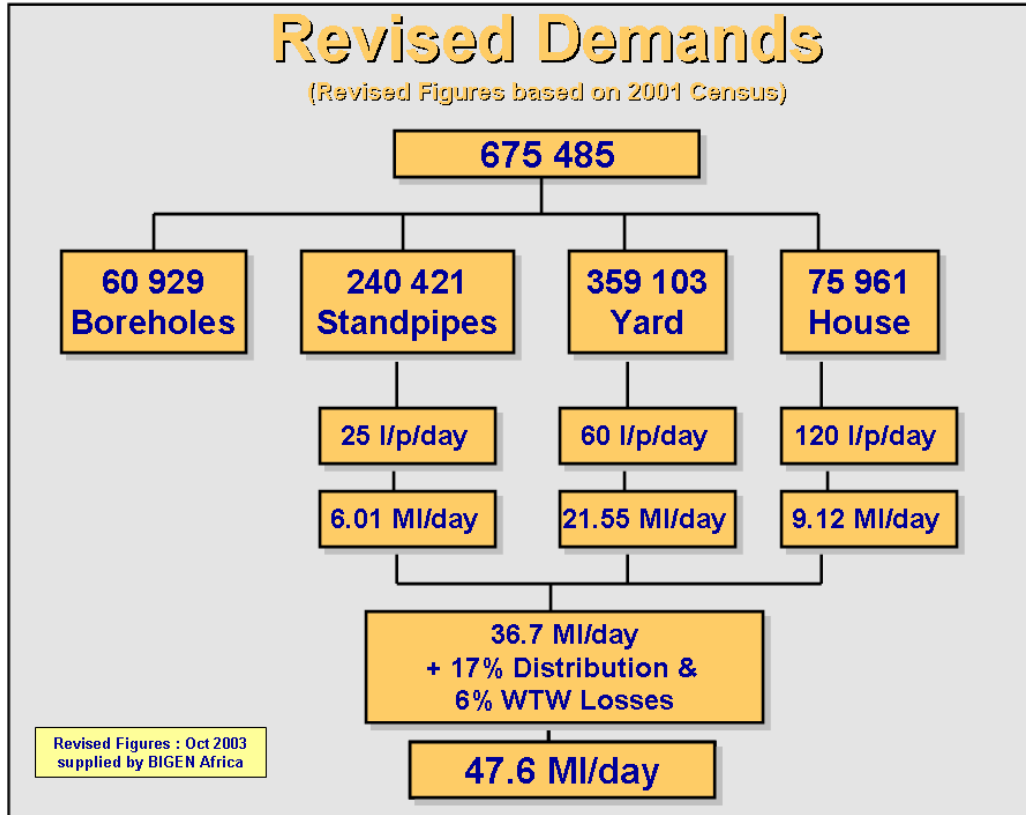 Revised Demands
(Revised Figures based on 2001 Census)
675 485
60 929
Boreholes
240 421
Standpipes
359 103
Yard
75 961
House
25 l/p/day
60 l/p/day
120 l/p/day
6.01 Ml/day
21.55 Ml/day
9.12 Ml/day
36.7 Ml/day
+ 17% Distribution &
6% WTW Losses
Revised Figures : Oct 2003
supplied by BIGEN Africa
47.6 Ml/day